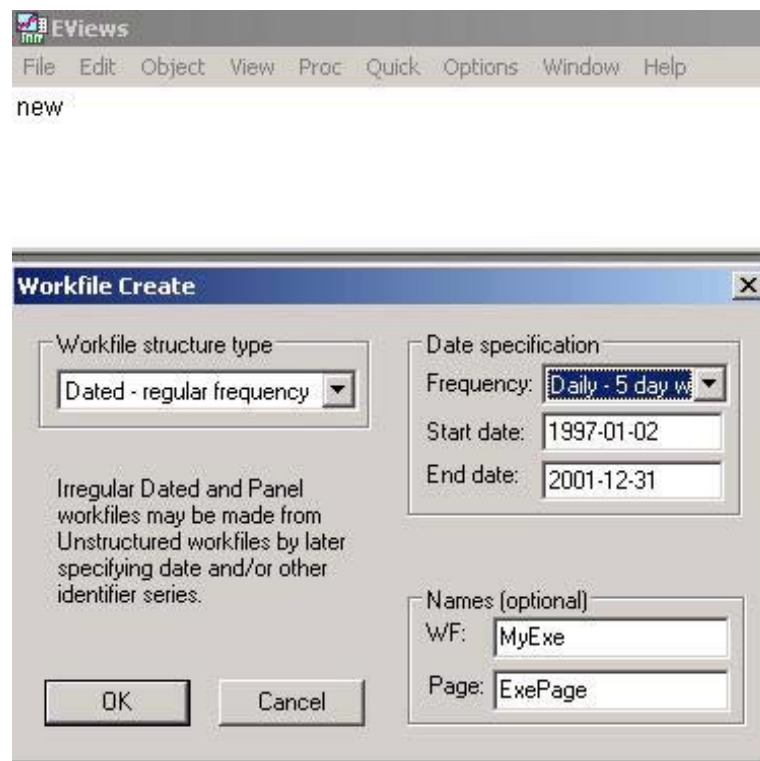 EViews
File Edit Object View Proc Quick Options Window Help
new
Workfile Create
Workfile structure type
Dated - regular frequency
Irregular Dated and Panel
workfiles may be made from
Unstructured workfiles by later
specifying date and/or other
identifier series.
Date specification
Frequency: Daily - 5 day w
Start date: 1997-01-02
End date: 2001-12-31
Names (optional)
WF: MyExe
Page: ExePage
OK Cancel